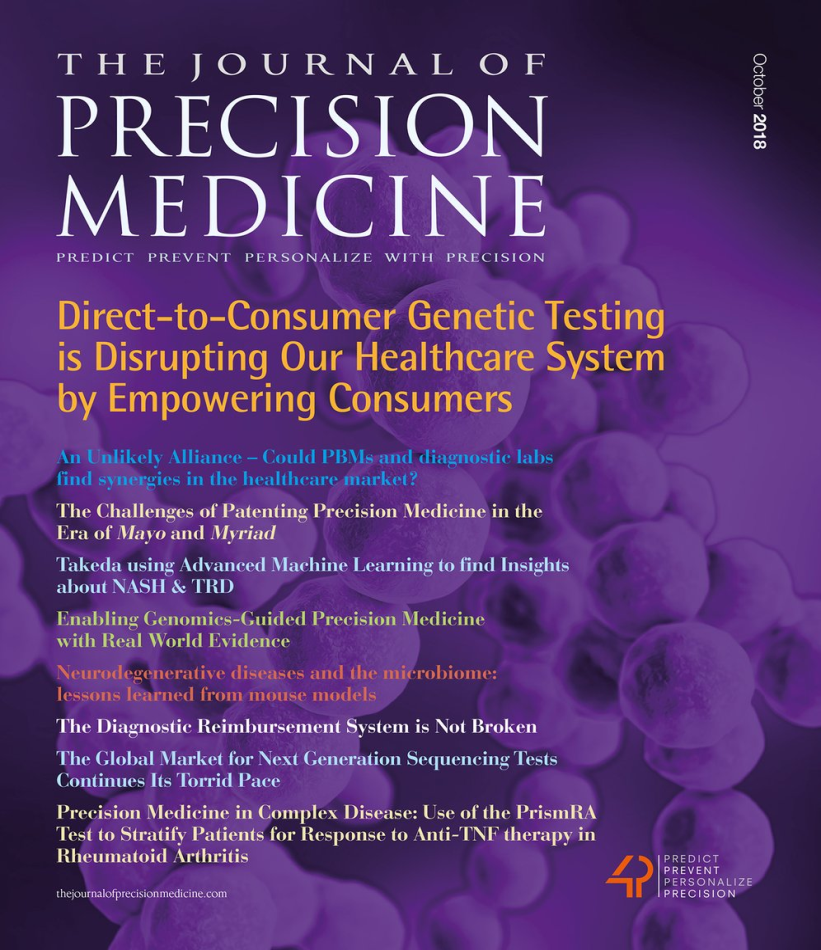 THE JOURNAL OF
PRECISION
MEDICINE
PREDICT PREVENT PERSONALIZE WITH PRECISION
October 2018
Direct-to-Consumer Genetic Testing
is Disrupting Our Healthcare System
by Empowering Consumers
An Unlikely Alliance – Could PBMs and diagnostic labs
find synergies in the healthcare market?
The Challenges of Patenting Precision Medicine in the
Era of Mayo and Myriad
Takeda using Advanced Machine Learning to find Insights
about NASH & TRD
Enabling Genomics-Guided Precision Medicine
with Real World Evidence
Neurodegenerative diseases and the microbiome:
lessons learned from mouse models
The Diagnostic Reimbursement System is Not Broken
The Global Market for Next Generation Sequencing Tests
Continues Its Torrid Pace
Precision Medicine in Complex Disease: Use of the PrismRA
Test to Stratify Patients for Response to Anti-TNF therapy in
Rheumatoid Arthritis
thejournalofprecisionmedicine.com
4P
PREDICT
PREVENT
PERSONALIZE
PRECISION